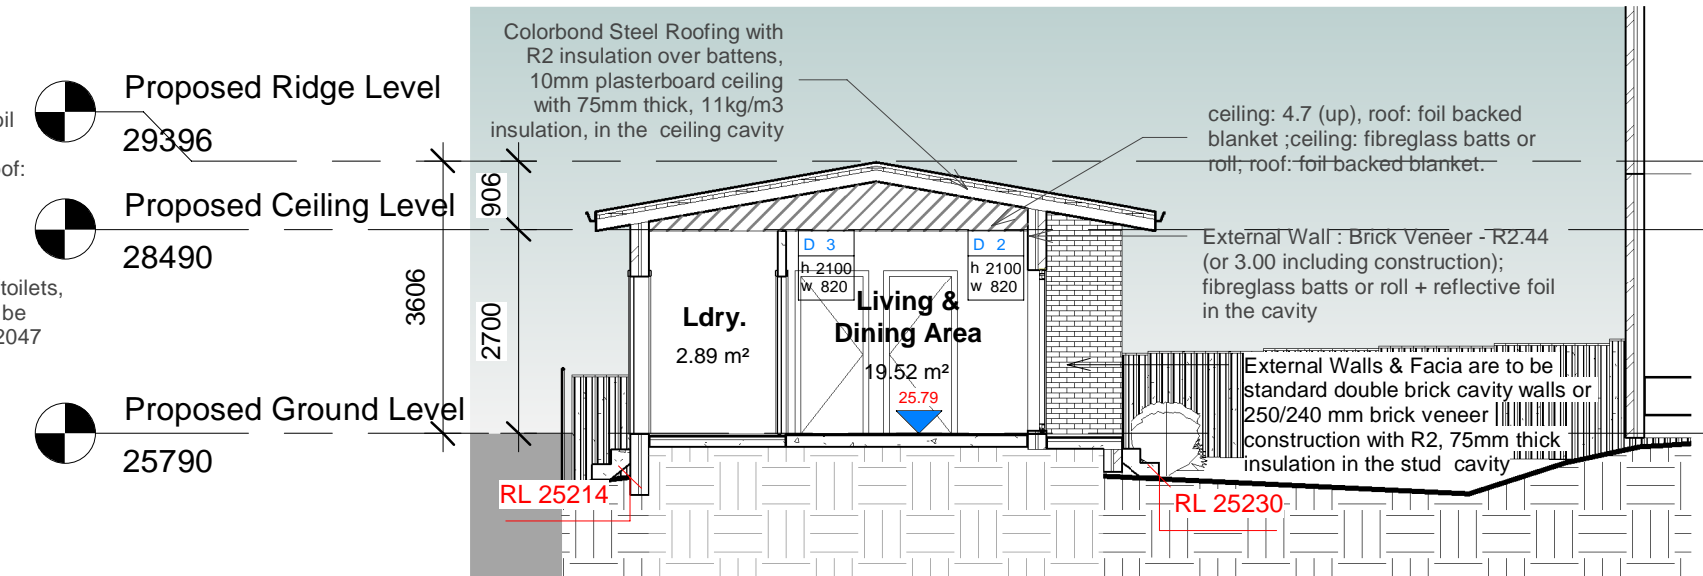 Colorbond Steel Roofing with
R2 insulation over battens,
10mm plasterboard ceiling
with 75mm thick, 11kg/m3
insulation, in the ceiling cavity
Proposed Ridge Level
29396
oil
oof:
Proposed Ceiling Level
28490
toilets,
be
2047
Proposed Ground Level
25790
3606
906
2700
ceiling: 4.7 (up), roof: foil backed
blanket ;ceiling: fibreglass batts or
roll; roof: foil backed blanket.
External Wall : Brick Veneer - R2.44
(or 3.00 including construction);
fibreglass batts or roll + reflective foil
in the cavity
D 3
h 2100
w 820
D 2
h 2100
w 820
Ldry.
2.89 m²
Living &
Dining Area
19.52 m²
25.79
External Walls & Facia are to be
standard double brick cavity walls or
250/240 mm brick veneer
construction with R2, 75mm thick
insulation in the stud cavity
RL 25214
RL 25230